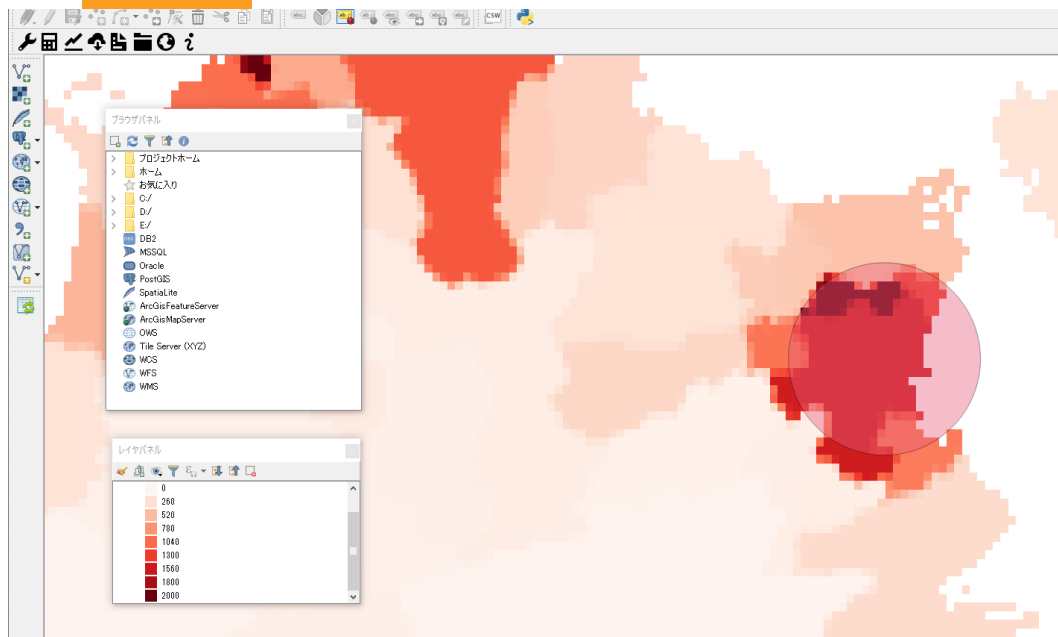 CSW
ブラウザパネル
プロジェクトホーム
ホーム
お気に入り
C:/
D:/
E:/
DB2
MSSQL
Oracle
PostGIS
SpatiaLite
ArcGisFeatureServer
ArcGisMapServer
OWS
Tile Server (XYZ)
WCS
WFS
WMS
レイヤパネル
0
260
520
780
1040
1300
1560
1800
2000